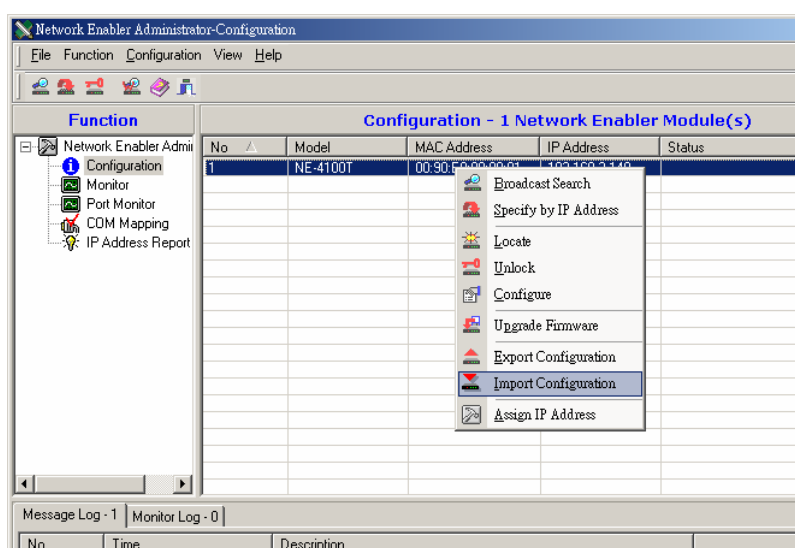 Network Enabler Administrator-Configuration
File Function Configuration View Help
Function
Configuration - 1 Network Enabler Module(s)
Network Enabler Admi
Configuration
Monitor
Port Monitor
COM Mapping
IP Address Report
No Model MAC Address IP Address Status
1 NE-4100T
Broadcast Search
Specify by IP Address
Locate
Unlock
Configure
Upgrade Firmware
Export Configuration
Import Configuration
Assign IP Address
Message Log - 1 Monitor Log - 0
No Time Description